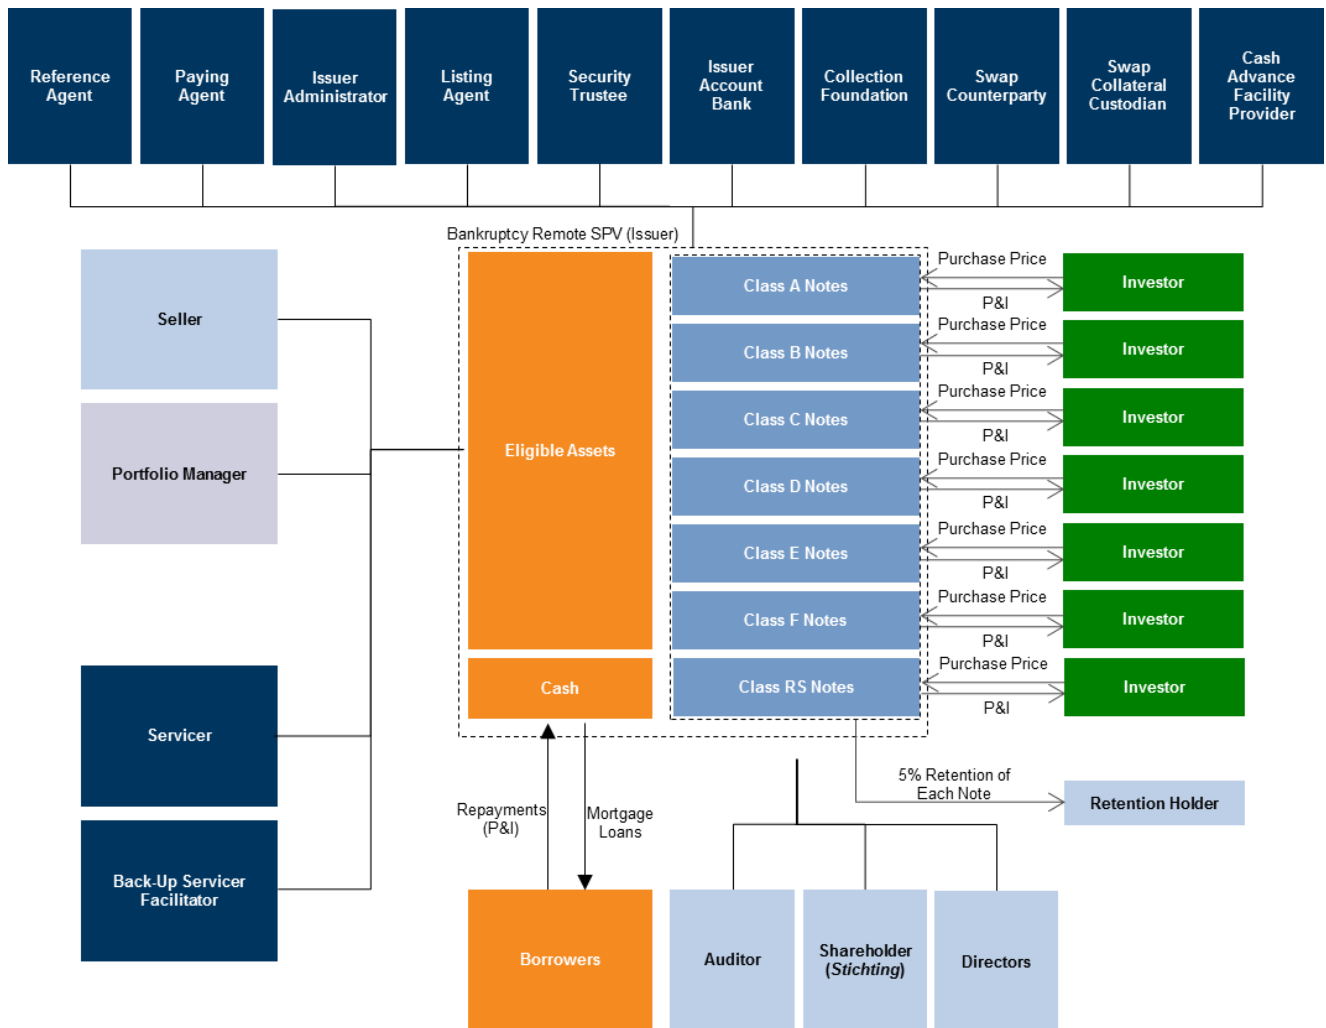 Reference
Agent
Paying
Agent
Issuer
Administrator
Listing
Agent
Security
Trustee
Issuer
Account
Bank
Collection
Foundation
Swap
Counterparty
Swap
Collateral
Custodian
Cash
Advance
Facility
Provider
Bankruptcy Remote SPV (Issuer)
Seller
Portfolio Manager
Servicer
Back-Up Servicer
Facilitator
Eligible Assets
Cash
Class A Notes
Purchase Price
P&I
Investor
Class B Notes
Purchase Price
P&I
Investor
Class C Notes
Purchase Price
P&I
Investor
Class D Notes
Purchase Price
P&I
Investor
Class E Notes
Purchase Price
P&I
Investor
Class F Notes
Purchase Price
P&I
Investor
Class RS Notes
Purchase Price
P&I
Investor
Repayments
(P&I)
Mortgage
Loans
5% Retention of
Each Note
Retention Holder
Borrowers
Auditor
Shareholder
(Stichting)
Directors